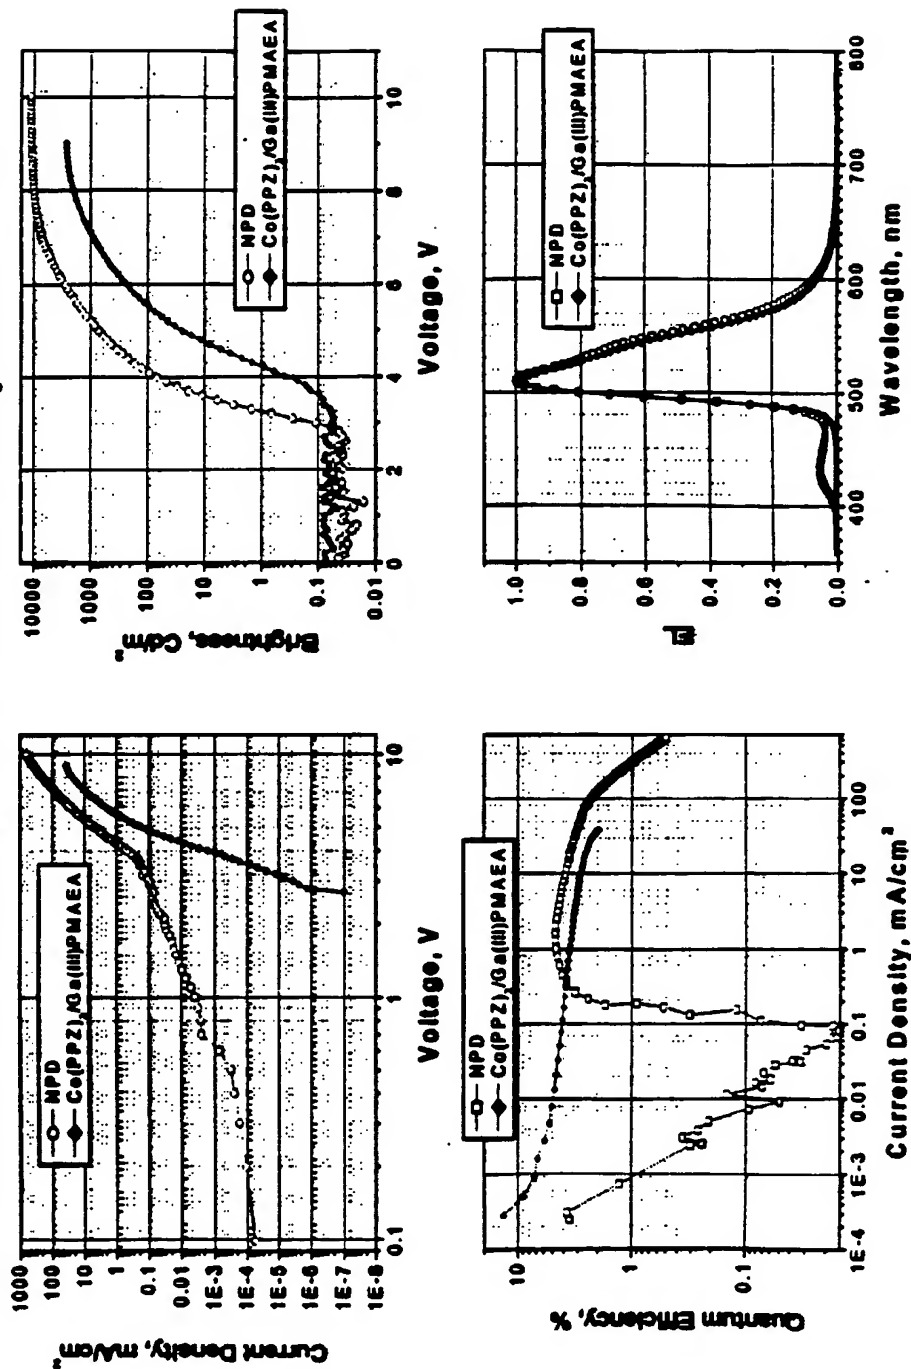 1000
100
10
1
0.1
0.01
1E-3
1E-4
1E-5
1E-6
1E-7
1E-8
Current Density, mA/cm²
NPD
Co(PPZ)₃/Ga(III)PMAEA
0.1
1
10
Voltage, V
10000
1000
100
10
1
0.1
0.01
Brightness, Cd/m²
NPD
Co(PPZ)₃/Ga(III)PMAEA
0
2
4
6
8
10
Voltage, V
10
1
0.1
Quantum Efficiency, %
NPD
Co(PPZ)₃/Ga(III)PMAEA
1E-4
1E-3
0.01
0.1
1
10
100
Current Density, mA/cm²
1.0
0.8
0.6
0.4
0.2
0.0
EL
NPD
Co(PPZ)₃/Ga(III)PMAEA
400
500
600
700
800
Wavelength, nm